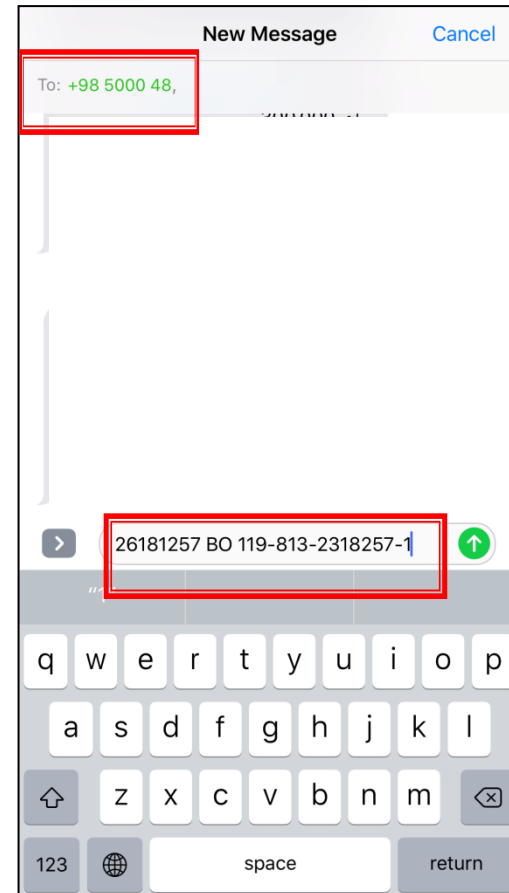 New Message
Cancel
To: +98 5000 48,
26181257 BO 119-813-2318257-1
q w e r t y u i o p
a s d f g h j k l
z x c v b n m
123
space
return